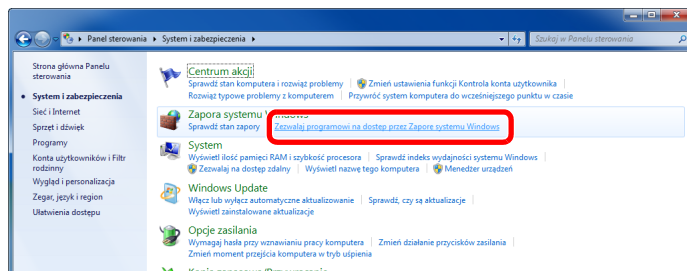 Panel sterowania ▸ System i zabezpieczenia ▸
Szukaj w Panelu sterowania
Strona główna Panelu
sterowania
System i zabezpieczenia
Sieć i Internet
Sprzęt i dźwięk
Programy
Konta użytkowników i Filtr
rodzinny
Wygląd i personalizacja
Zegar, język i region
Ułatwienia dostępu
Centrum akcji
Sprawdź stan komputera i rozwiąż problemy | Zmień ustawienia funkcji Kontrola konta użytkownika |
Rozwiąż typowe problemy z komputerem | Przywróć system komputera do wcześniejszego punktu w czasie
Zapora systemu Windows
Sprawdź stan zapory | Zezwalaj programowi na dostęp przez Zaporę systemu Windows
System
Wyświetl ilość pamięci RAM i szybkość procesora | Sprawdź indeks wydajności systemu Windows |
Zezwalaj na dostęp zdalny | Wyświetl nazwę tego komputera | Menedżer urządzeń
Windows Update
Włącz lub wyłącz automatyczne aktualizowanie | Sprawdź, czy są aktualizacje |
Wyświetl zainstalowane aktualizacje
Opcje zasilania
Wymagaj hasła przy wznawianiu pracy komputera | Zmień działanie przycisków zasilania |
Zmień moment przejścia komputera w tryb uśpienia